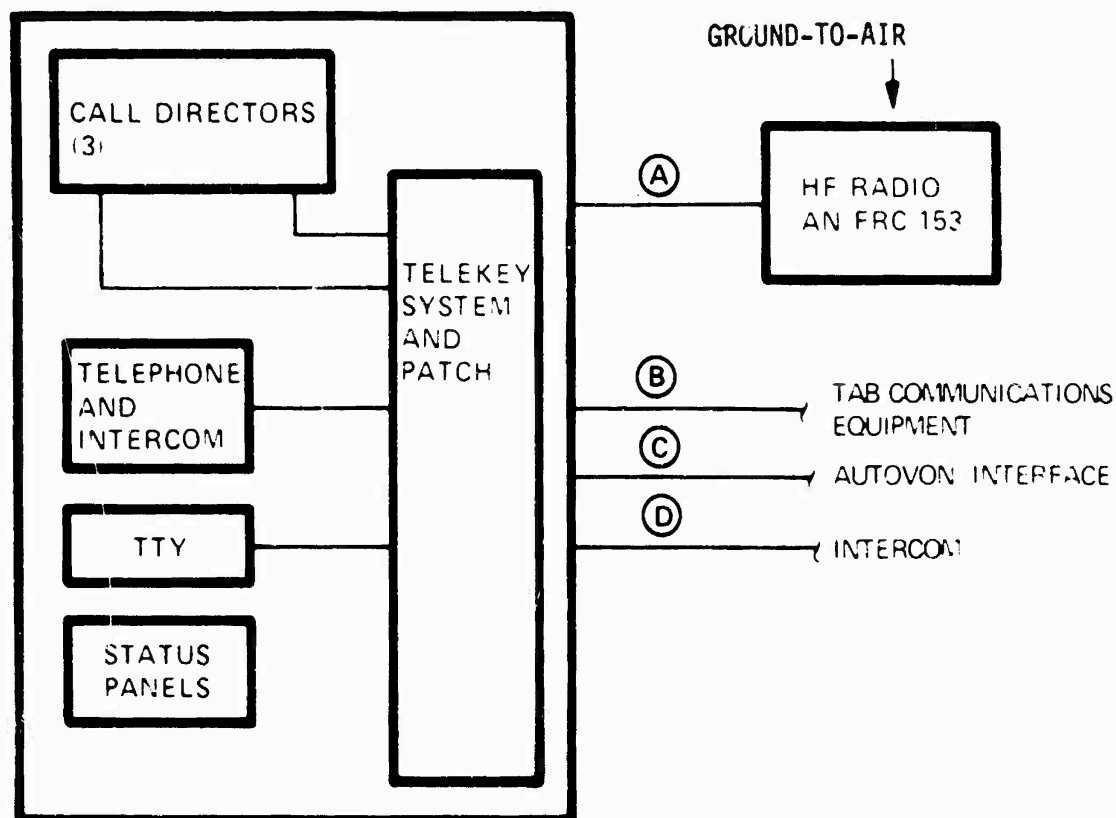 GROUND-TO-AIR
CALL DIRECTORS
(3)
A
HF RADIO
AN FRC 153
TELEKEY
SYSTEM
AND
PATCH
TELEPHONE
AND
INTERCOM
B
TAB COMMUNICATIONS
EQUIPMENT
C
AUTOVON INTERFACE
TTY
D
INTERCOM
STATUS
PANELS